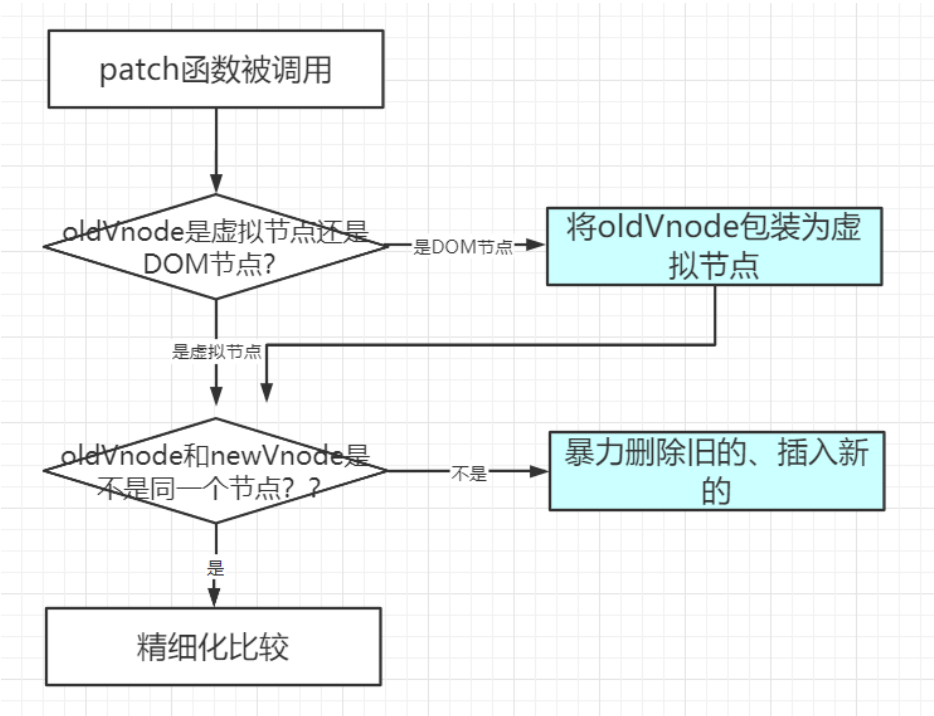 patch函数被调用
oldVnode是虚拟节点还是
DOM节点?
是DOM节点
将oldVnode包装为虚
拟节点
是虚拟节点
oldVnode和newVnode是
不是同一个节点？?
不是
暴力删除旧的、插入新
的
是
精细化比较